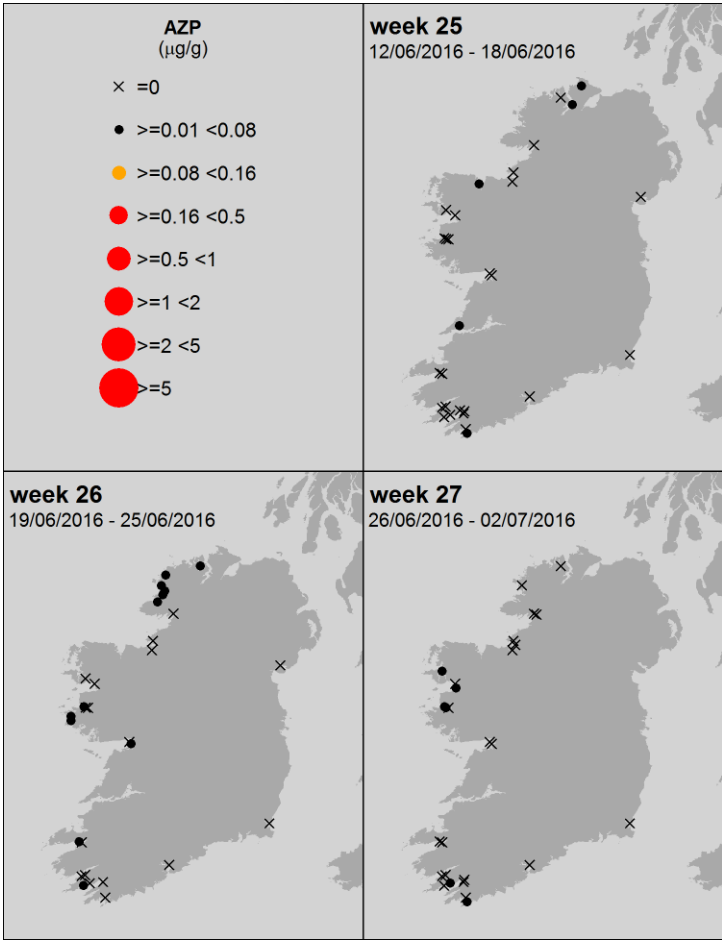 AZP
(µg/g)
=0
>=0.01 <0.08
>=0.08 <0.16
>=0.16 <0.5
>=0.5 <1
>=1 <2
>=2 <5
>=5
week 25
12/06/2016 - 18/06/2016
week 26
19/06/2016 - 25/06/2016
week 27
26/06/2016 - 02/07/2016